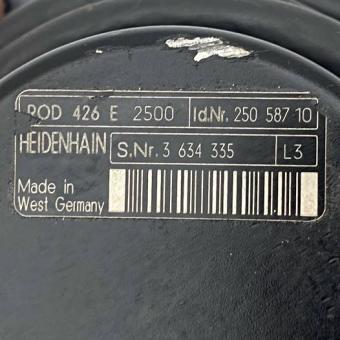 ROD 426 E 2500 Id.Nr. 250 587 10
HEIDENHAIN S.Nr. 3 634 335 L3
Made in
West Germany